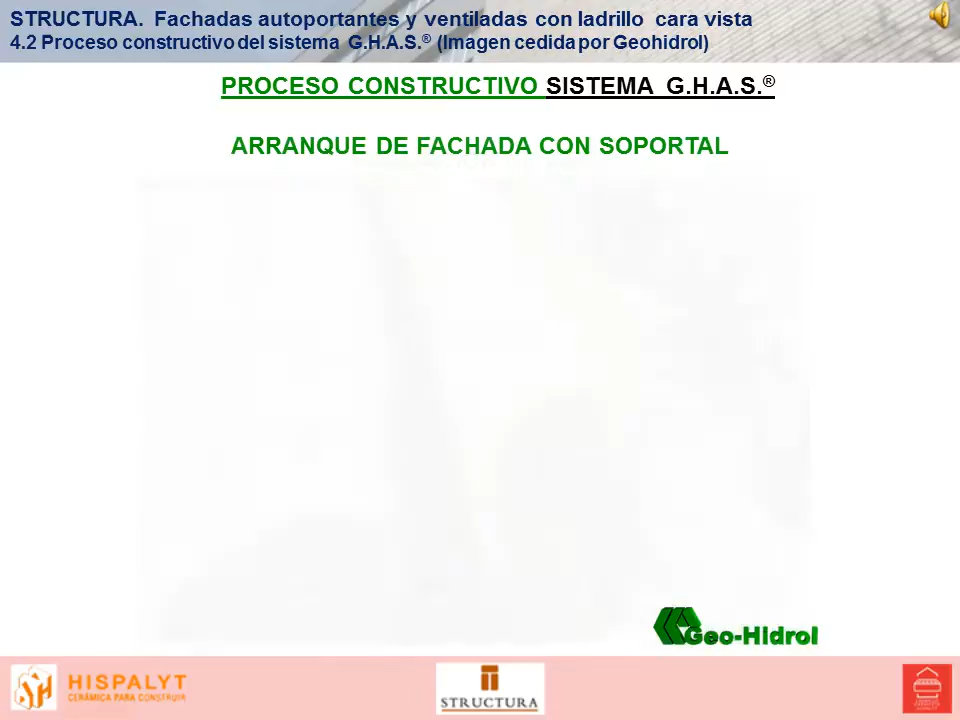 STRUCTURA. Fachadas autoportantes y ventiladas con ladrillo cara vista
4.2 Proceso constructivo del sistema G.H.A.S.® (Imagen cedida por Geohidrol)
PROCESO CONSTRUCTIVO SISTEMA G.H.A.S.®
ARRANQUE DE FACHADA CON SOPORTAL
Geo-Hidrol
HISPALYT
CERÁMICA PARA CONSTRUIR
STRUCTURA